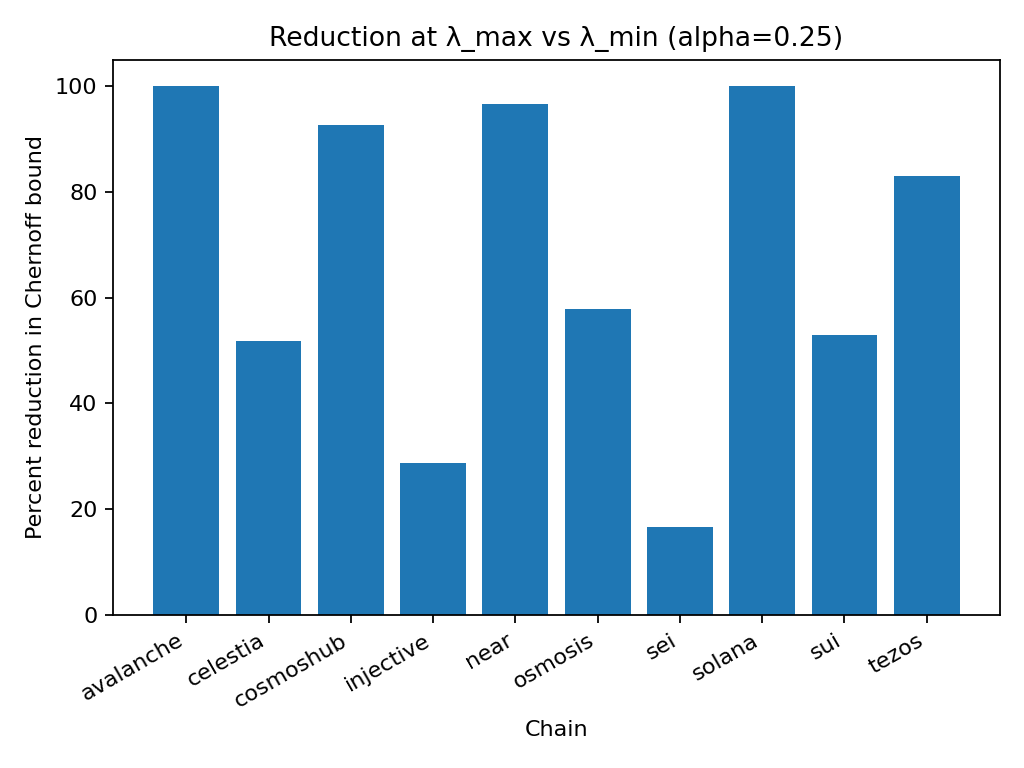 Reduction at λ_max vs λ_min (alpha=0.25)
Percent reduction in Chernoff bound
100
80
60
40
20
0
avalanche
celestia
cosmoshub
injective
near
osmosis
sei
solana
sui
tezos
Chain